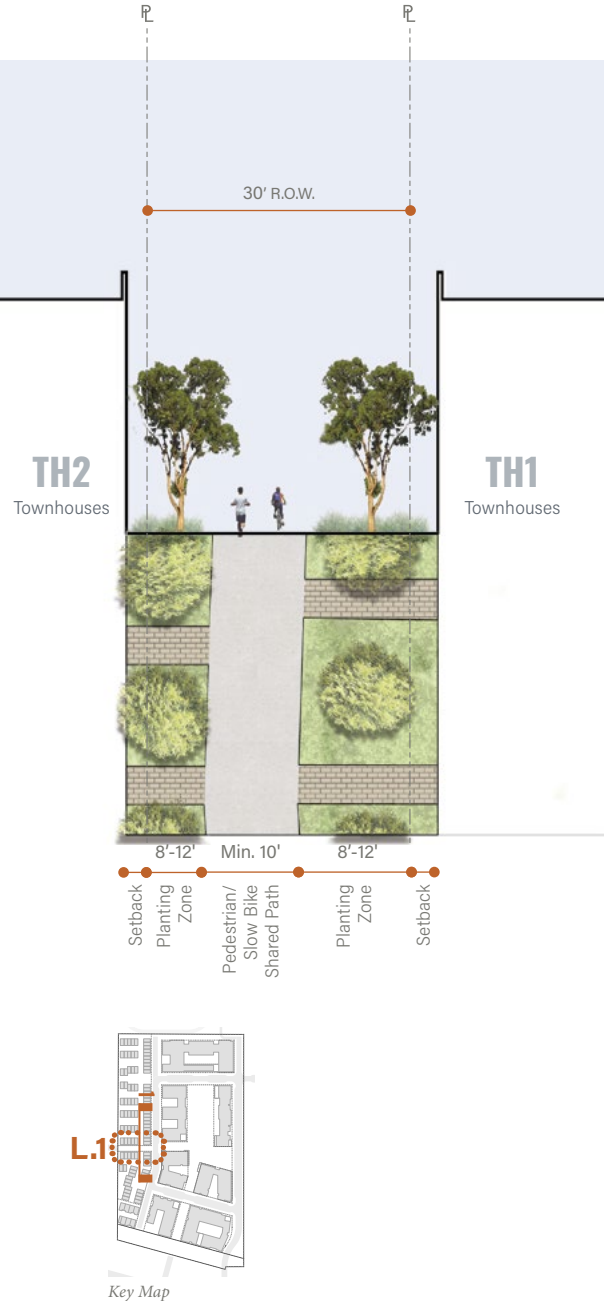 PL PL
30' R.O.W.
TH2
Townhouses
TH1
Townhouses
8'-12' Min. 10' 8'-12'
Setback
Planting
Zone
Pedestrian/
Slow Bike
Shared Path
Planting
Zone
Setback
L.1
Key Map